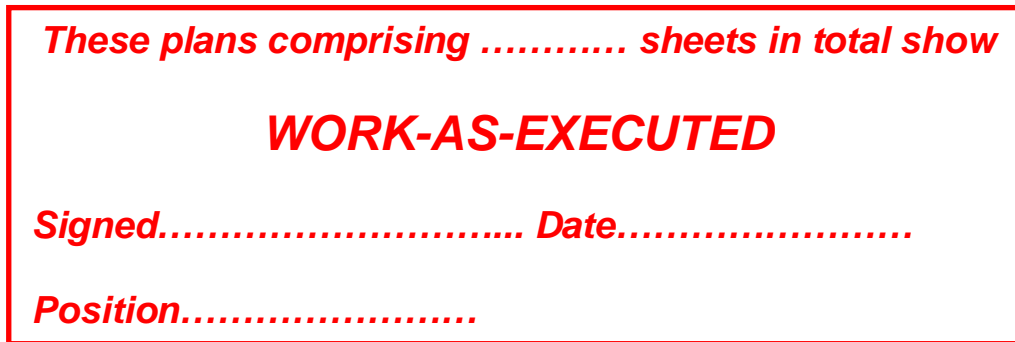 These plans comprising ………… sheets in total show
WORK-AS-EXECUTED
Signed……………………….... Date………….…………
Position……………………